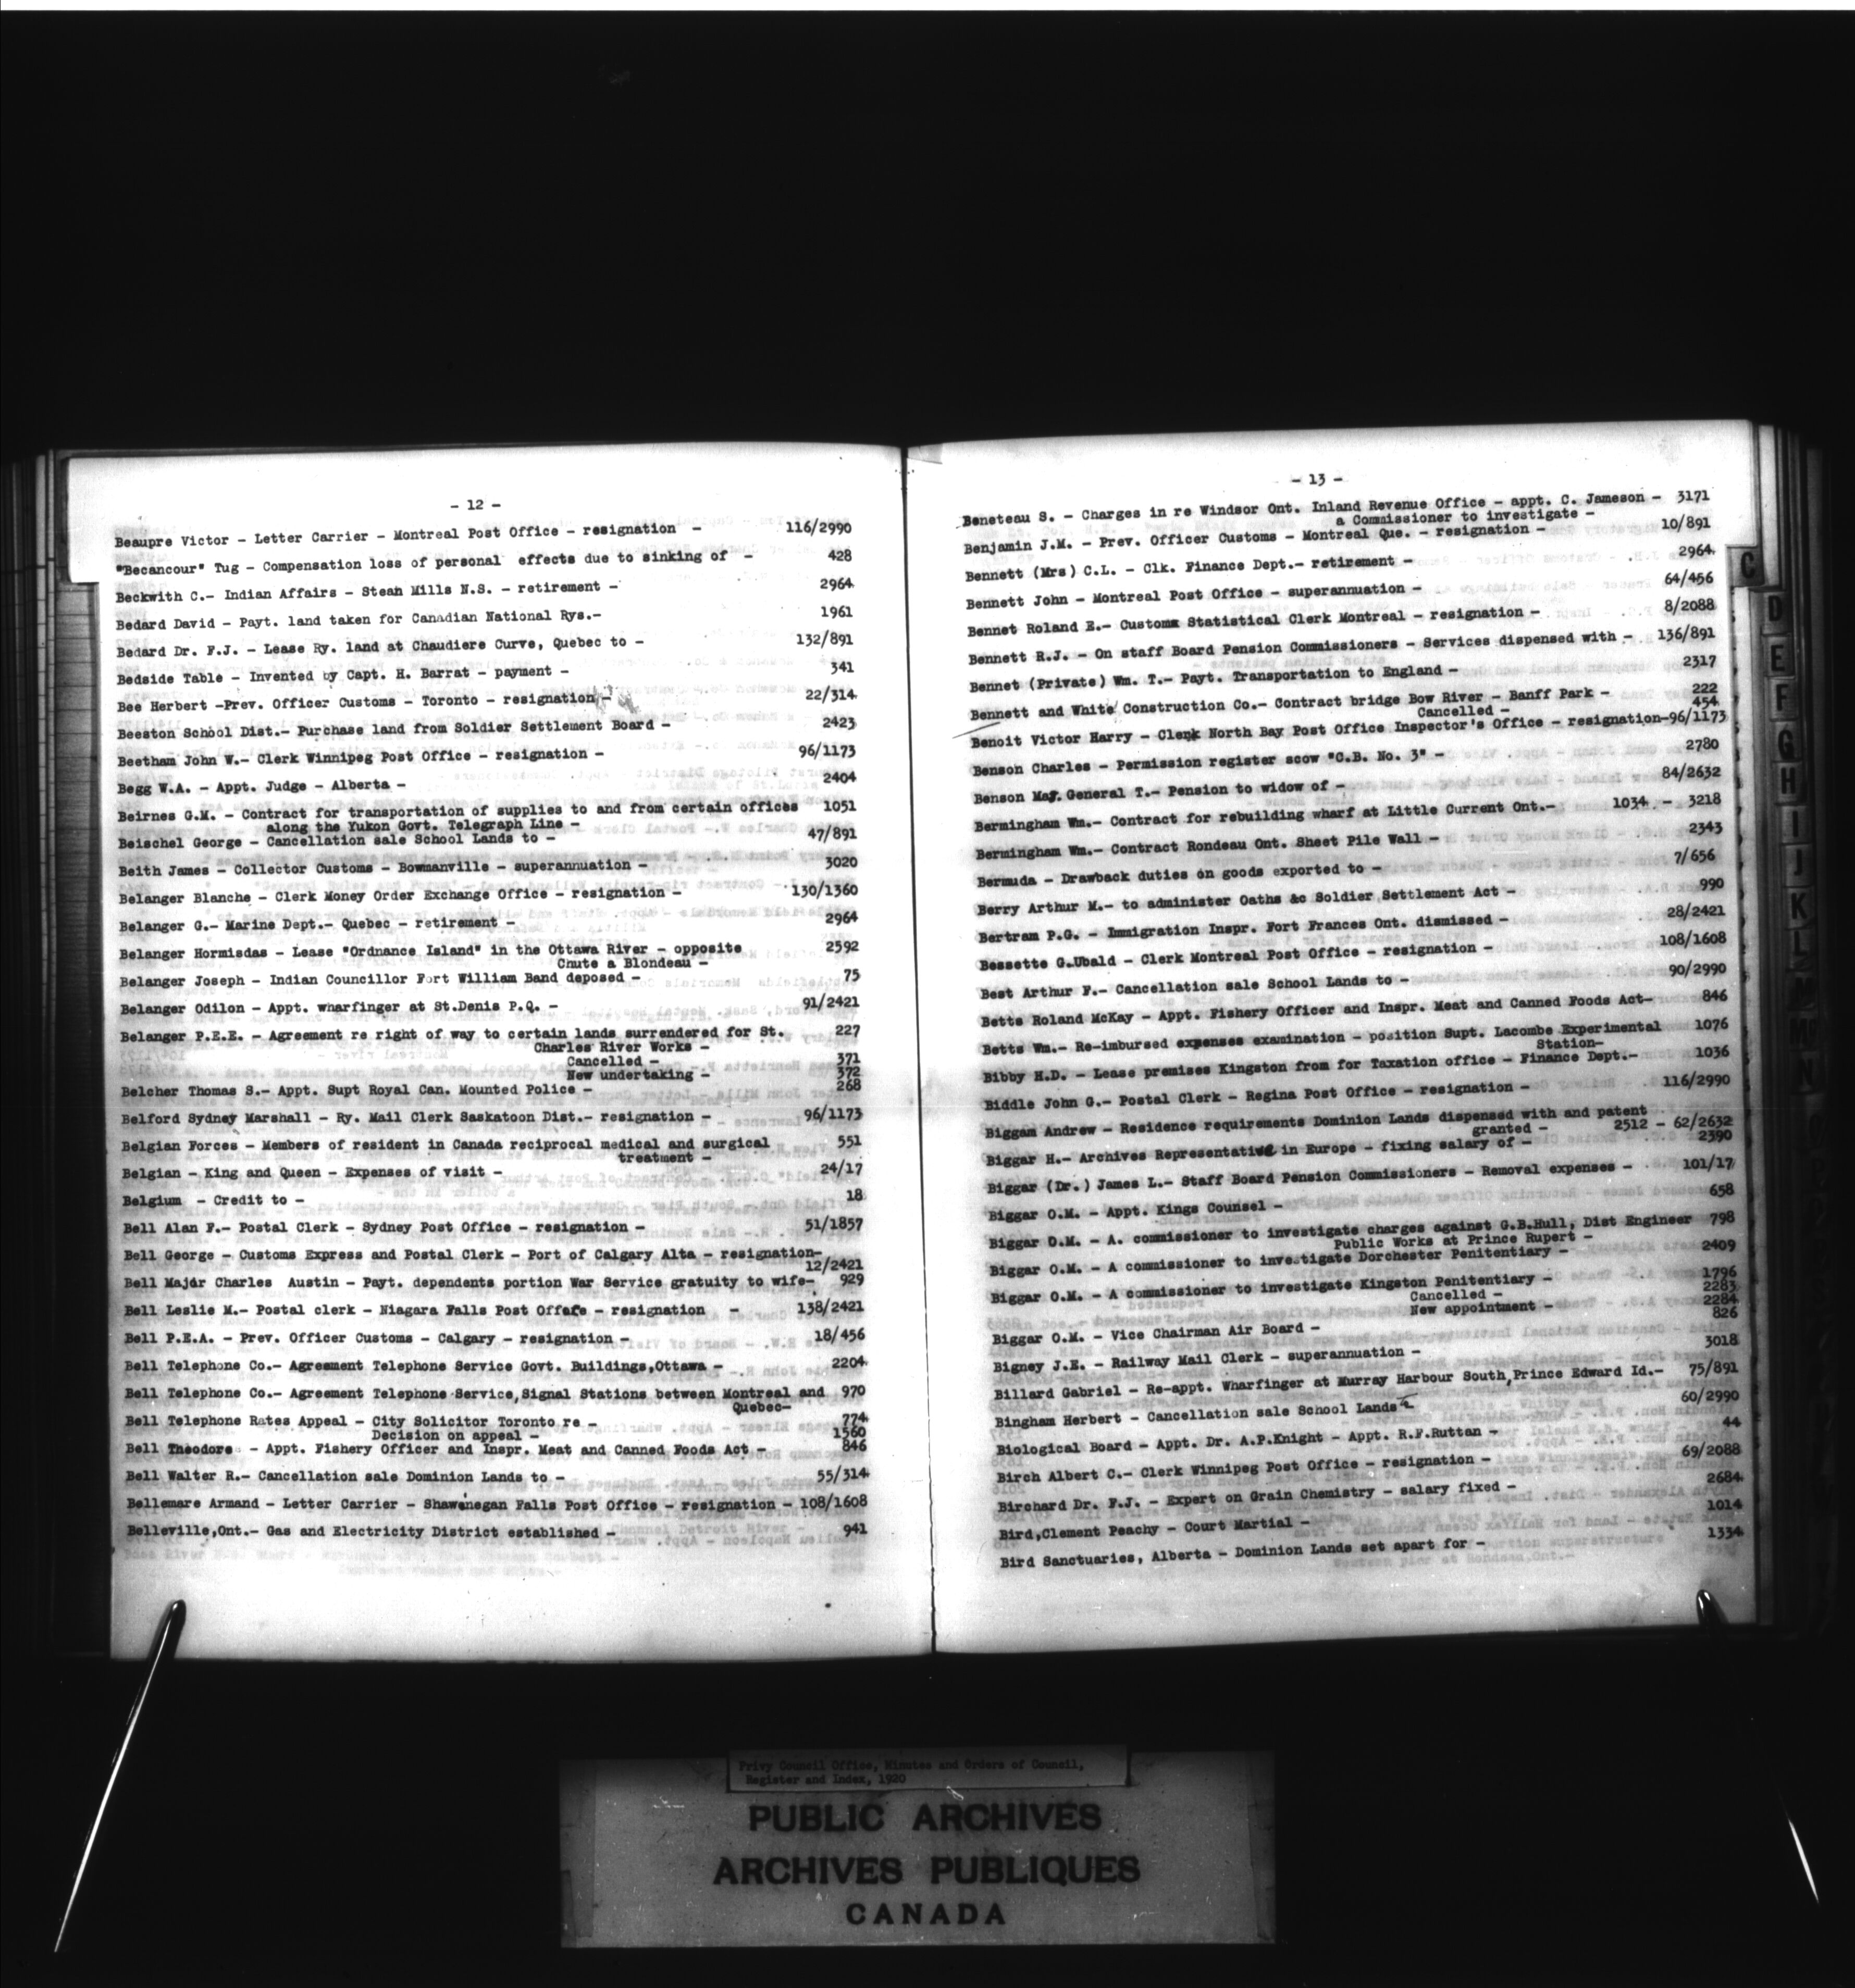 - 12 -
Beaupre Victor - Letter Carrier - Montreal Post Office - resignation - 116/2990
"Becancour" Tug - Compensation loss of personal effects due to sinking of - 428
Beckwith C.- Indian Affairs - Steam Mills N.S. - retirement - 2964
Bedard David - Payt. land taken for Canadian National Rys.- 1961
Bedard Dr. F.J. - Lease Ry. land at Chaudiere Curve, Quebec to - 132/891
Bedside Table - Invented by Capt. H. Barrat - payment - 341
Bee Herbert -Prev. Officer Customs - Toronto - resignation - 22/314
Beeston School Dist.- Purchase land from Soldier Settlement Board - 2423
Beetham John W.- Clerk Winnipeg Post Office - resignation - 96/1173
Begg W.A. - Appt. Judge - Alberta - 2404
Beirnes G.M. - Contract for transportation of supplies to and from certain offices 1051
along the Yukon Govt. Telegraph Line -
Beischel George - Cancellation sale School Lands to - 47/891
Beith James - Collector Customs - Bowmanville - superannuation - 3020
Belanger Blanche - Clerk Money Order Exchange Office - resignation - 130/1360
Belanger G.- Marine Dept.- Quebec - retirement - 2964
Belanger Hormisdas - Lease "Ordnance Island" in the Ottawa River - opposite 2592
Chute a Blondeau -
Belanger Joseph - Indian Councillor Fort William Band deposed - 75
Belanger Odilon - Appt. wharfinger at St.Denis P.Q. - 91/2421
Belanger P.E.E. - Agreement re right of way to certain lands surrendered for St. 227
Charles River Works -
Cancelled - 371
New undertaking - 372
Belcher Thomas S.- Appt. Supt Royal Can. Mounted Police - 268
Belford Sydney Marshall - Ry. Mail Clerk Saskatoon Dist.- resignation - 96/1173
Belgian Forces - Members of resident in Canada reciprocal medical and surgical 551
treatment -
Belgian - King and Queen - Expenses of visit - 24/17
Belgium - Credit to - 18
Bell Alan F.- Postal Clerk - Sydney Post Office - resignation - 51/1857
Bell George - Customs Express and Postal Clerk - Port of Calgary Alta - resignation-
12/2421
Bell Major Charles Austin - Payt. dependents portion War Service gratuity to wife- 929
Bell Leslie M.- Postal clerk - Niagara Falls Post Office - resignation - 138/2421
Bell P.E.A. - Prev. Officer Customs - Calgary - resignation - 18/456
Bell Telephone Co.- Agreement Telephone Service Govt. Buildings,Ottawa - 2204
Bell Telephone Co.- Agreement Telephone Service,Signal Stations between Montreal and 970
Quebec-
Bell Telephone Rates Appeal - City Solicitor Toronto re - 774
Decision on appeal - 1560
Bell Theodore - Appt. Fishery Officer and Inspr. Meat and Canned Foods Act - 846
Bell Walter R.- Cancellation sale Dominion Lands to - 55/314
Bellemare Armand - Letter Carrier - Shawenegan Falls Post Office - resignation - 108/1608
Belleville,Ont.- Gas and Electricity District established - 941
- 13 -
Beneteau S. - Charges in re Windsor Ont. Inland Revenue Office - appt. C. Jameson - 3171
a Commissioner to investigate -
Benjamin J.M. - Prev. Officer Customs - Montreal Que. - resignation - 10/891
Bennett (Mrs) C.L. - Clk. Finance Dept.- retirement - 2964
Bennett John - Montreal Post Office - superannuation - 64/456
Bennet Roland E.- Customs Statistical Clerk Montreal - resignation - 8/2088
Bennett R.J. - On staff Board Pension Commissioners - Services dispensed with - 136/891
Bennet (Private) Wm. T.- Payt. Transportation to England - 2317
Bennett and White Construction Co.- Contract bridge Bow River - Banff Park - 222
Cancelled - 454
Benoit Victor Harry - Clerk North Bay Post Office Inspector's Office - resignation-96/1173
Benson Charles - Permission register scow "C.B. No. 3" - 2780
Benson Maj. General T.- Pension to widow of - 84/2632
Bermingham Wm.- Contract for rebuilding wharf at Little Current Ont.- 1034 - 3218
Bermingham Wm.- Contract Rondeau Ont. Sheet Pile Wall - 2343
Bermuda - Drawback duties on goods exported to - 7/656
Berry Arthur M.- to administer Oaths &c Soldier Settlement Act - 990
Bertram P.G. - Immigration Inspr. Fort Frances Ont. dismissed - 28/2421
Bessette G.Ubald - Clerk Montreal Post Office - resignation - 108/1608
Best Arthur F.- Cancellation sale School Lands to - 90/2990
Betts Roland McKay - Appt. Fishery Officer and Inspr. Meat and Canned Foods Act- 846
Betts Wm.- Re-imbursed expenses examination - position Supt. Lacombe Experimental 1076
Station-
Bibby H.D. - Lease premises Kingston from for Taxation office - Finance Dept.- 1036
Biddle John G.- Postal Clerk - Regina Post Office - resignation - 116/2990
Biggam Andrew - Residence requirements Dominion Lands dispensed with and patent
granted - 2512 - 62/2632
Biggar H.- Archives Representative in Europe - fixing salary of - 2390
Biggar (Dr.) James L.- Staff Board Pension Commissioners - Removal expenses - 101/17
Biggar O.M. - Appt. Kings Counsel - 658
Biggar O.M. - A. commissioner to investigate charges against G.B.Hull, Dist Engineer 798
Public Works at Prince Rupert -
Biggar O.M. - A commissioner to investigate Dorchester Penitentiary - 2409
Biggar O.M. - A commissioner to investigate Kingston Penitentiary - 1796
Cancelled - 2283
New appointment - 2284
Biggar O.M. - Vice Chairman Air Board - 826
Bigney J.E. - Railway Mail Clerk - superannuation - 3018
Billard Gabriel - Re-appt. Wharfinger at Murray Harbour South,Prince Edward Id.- 75/891
Bingham Herbert - Cancellation sale School Lands - 60/2990
Biological Board - Appt. Dr. A.P.Knight - Appt. R.F.Ruttan - 44
Birch Albert C.- Clerk Winnipeg Post Office - resignation - 69/2088
Birchard Dr. F.J. - Expert on Grain Chemistry - salary fixed - 2684
Bird,Clement Peachy - Court Martial - 1014
Bird Sanctuaries, Alberta - Dominion Lands set apart for - 1334
C
D
E
F
G
H
I
J
K
L
M
Privy Council Office, Minutes and Orders of Council,
Register and Index, 1920
PUBLIC ARCHIVES
ARCHIVES PUBLIQUES
CANADA